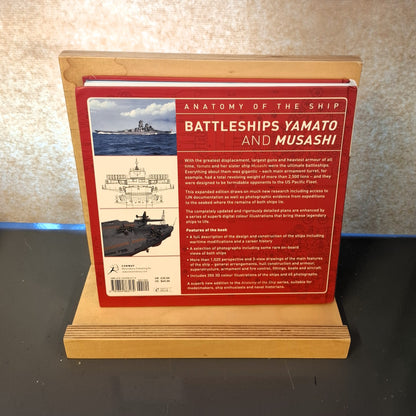 ANATOMY OF THE SHIP
BATTLESHIPS YAMATO
AND MUSASHI
With the greatest displacement, largest guns and heaviest armour of all
time, Yamato and her sister ship Musashi were the ultimate battleships.
Everything about them was gigantic – each main armament turret, for
example, had a total revolving weight of more than 2,500 tons – and they
were designed to be formidable opponents to the US Pacific Fleet.
This expanded edition draws on much new research including access to
IJN documentation as well as photographic evidence from expeditions
to the seabed where the remains of both ships lie.
The completely updated and rigorously detailed plans are enhanced by
a series of superb digital colour illustrations that bring these legendary
ships to life.
Features of the book
• A full description of the design and construction of the ships including
wartime modifications and a career history
• A selection of photographs including some rare on-board
views of both ships
• More than 1,020 perspective and 3-view drawings of the main features
of the ship – general arrangements, hull construction and armour,
superstructure, armament and fire control, fittings, boats and aircraft
• Includes 396 3D colour illustrations of the ships and 45 photographs
A superb new addition to the Anatomy of the Ship series, suitable for
modelmakers, ship enthusiasts and naval historians.
CONWAY